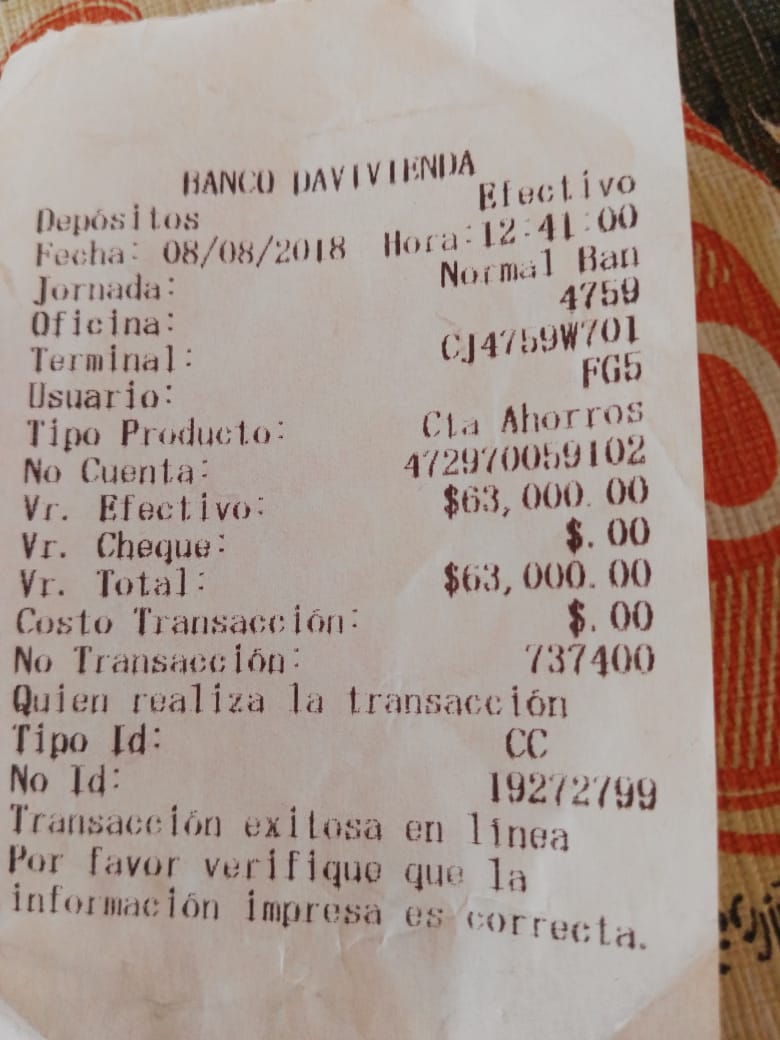 BANCO DAVIVIENDA
Depósitos Efectivo
Fecha: 08/08/2018 Hora:12:41:00
Jornada: Normal Ban
Oficina: 4759
Terminal: CJ4759W701
Usuario: FG5
Tipo Producto: Cta Ahorros
No Cuenta: 472970059102
Vr. Efectivo: $63,000.00
Vr. Cheque: $.00
Vr. Total: $63,000.00
Costo Transacción: $.00
No Transacción: 737400
Quien realiza la transacción
Tipo Id: CC
No Id: 19272799
Transacción exitosa en línea
Por favor verifique que la
información impresa es correcta.